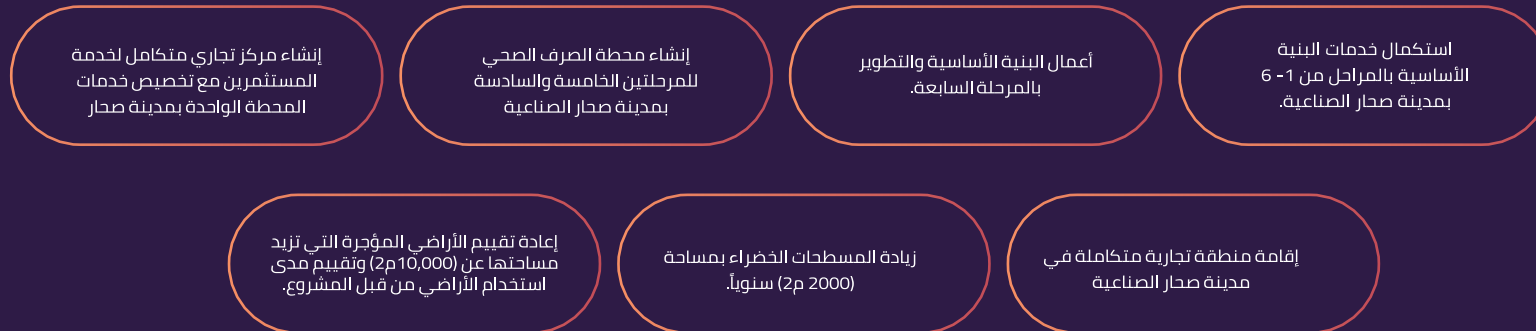 استكمال خدمات البنية
الأساسية بالمراحل من 1- 6
بمدينة صحار الصناعية.
أعمال البنية الأساسية والتطوير
بالمرحلة السابعة.
إنشاء محطة الصرف الصحي
للمرحلتين الخامسة والسادسة
بمدينة صحار الصناعية
إنشاء مركز تجاري متكامل لخدمة
المستثمرين مع تخصيص خدمات
المحطة الواحدة بمدينة صحار
إقامة منطقة تجارية متكاملة في
مدينة صحار الصناعية
زيادة المسطحات الخضراء بمساحة
(2000 م2) سنوياً.
إعادة تقييم الأراضي المؤجرة التي تزيد
مساحتها عن (10,000م2) وتقييم مدى
استخدام الأراضي من قبل المشروع.